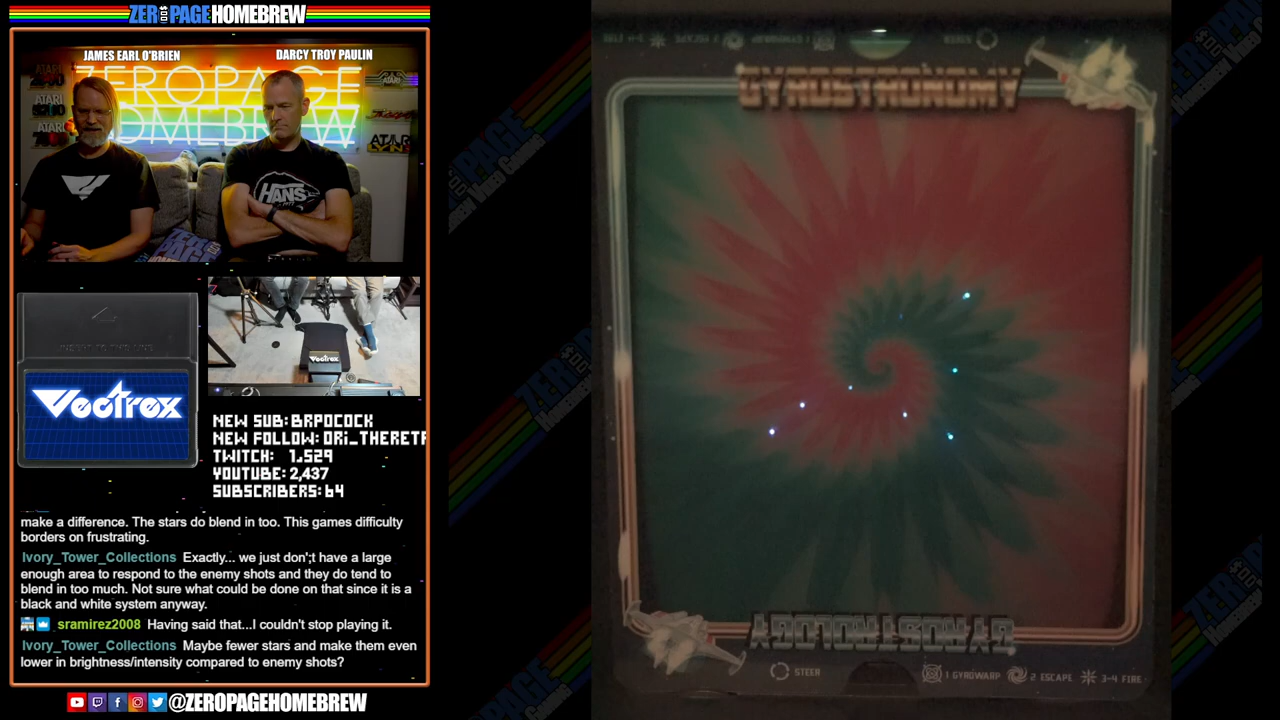 ZEROPAGEHOMEBREW
JAMES EARL O'BRIEN
DARCY TROY PAULIN
ZEROPAGE
HOMEBREW
HANS
Vectrex
Vectrex
NEW SUB: BRPOCOCK
NEW FOLLOW: ORI_THERETR
TWITCH: 1,529
YOUTUBE: 2,437
SUBSCRIBERS: 64
make a difference. The stars do blend in too. This games difficulty
borders on frustrating.
Ivory_Tower_Collections Exactly... we just don';t have a large
enough area to respond to the enemy shots and they do tend to
blend in too much. Not sure what could be done on that since it is a
black and white system anyway.
sramirez2008 Having said that...I couldn't stop playing it.
Ivory_Tower_Collections Maybe fewer stars and make them even
lower in brightness/intensity compared to enemy shots?
@ZEROPAGEHOMEBREW
GYROSTRONOMY
GYROSTROLOGY
STEER
1 GYROWARP
2 ESCAPE
3-4 FIRE